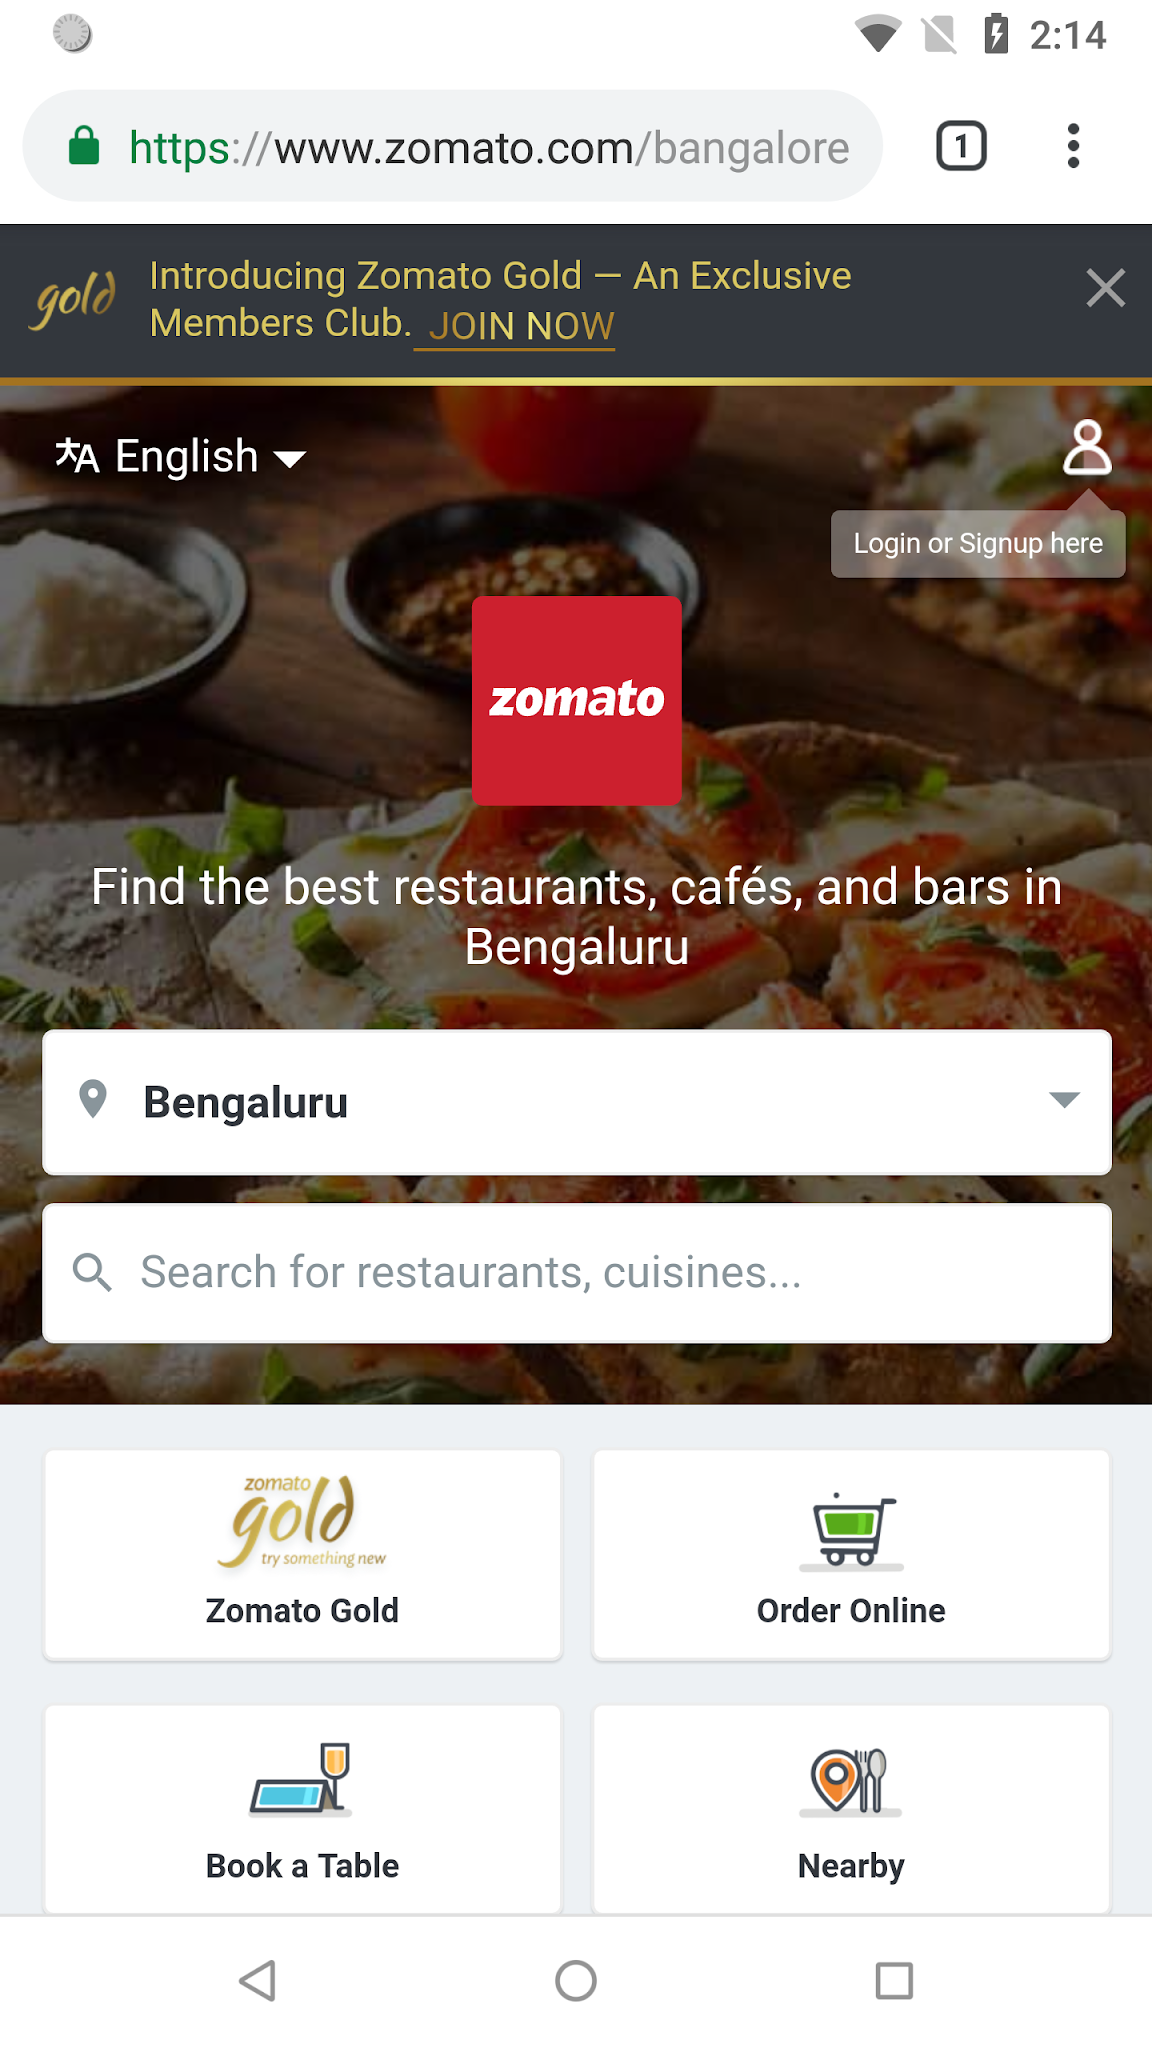 2:14
https://www.zomato.com/bangalore
1
gold
Introducing Zomato Gold — An Exclusive
Members Club. JOIN NOW
English
Login or Signup here
zomato
Find the best restaurants, cafés, and bars in
Bengaluru
Bengaluru
Search for restaurants, cuisines...
zomato
gold
try something new
Zomato Gold
Order Online
Book a Table
Nearby